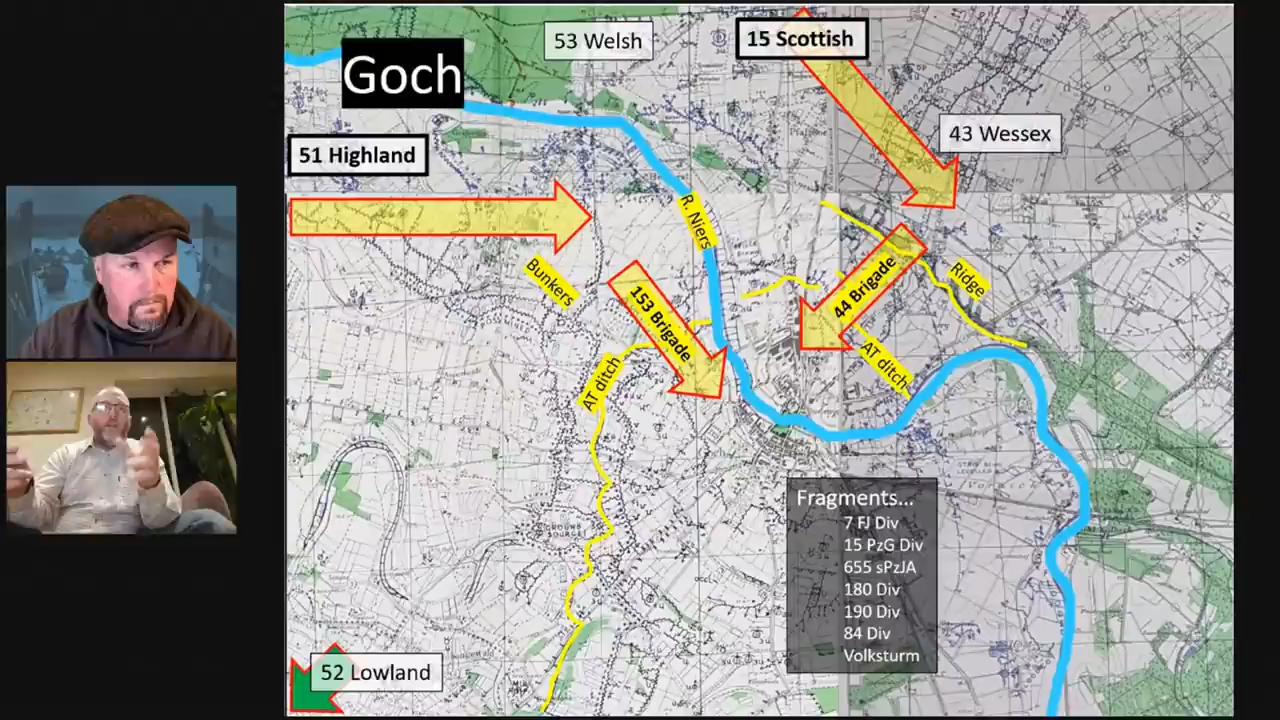 53 Welsh
15 Scottish
Goch
43 Wessex
51 Highland
R. Niers
Bunkers
Ridge
153 Brigade
44 Brigade
AT ditch
AT ditch
Fragments...
7 FJ Div
15 PzG Div
655 sPzJA
180 Div
190 Div
84 Div
Volksturm
52 Lowland